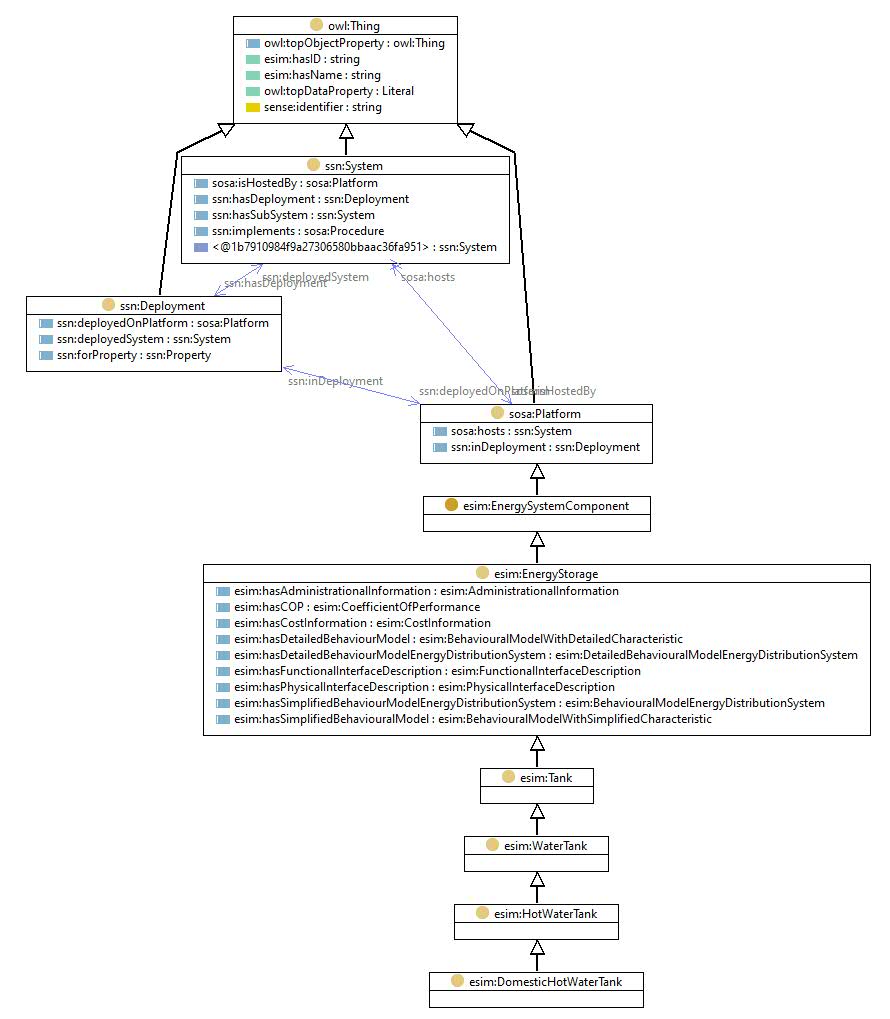 owl:Thing
owl:topObjectProperty : owl:Thing
esim:hasID : string
esim:hasName : string
owl:topDataProperty : Literal
sense:identifier : string
ssn:System
sosa:isHostedBy : sosa:Platform
ssn:hasDeployment : ssn:Deployment
ssn:hasSubSystem : ssn:System
ssn:implements : sosa:Procedure
<@1b7910984f9a27306580bbaac36fa951> : ssn:System
ssn:deployedSystem
sosa:hosts
ssn:hasDeployment
ssn:Deployment
ssn:deployedOnPlatform : sosa:Platform
ssn:deployedSystem : ssn:System
ssn:forProperty : ssn:Property
ssn:inDeployment
ssn:deployedOnPlatform
sosa:isHostedBy
sosa:Platform
sosa:hosts : ssn:System
ssn:inDeployment : ssn:Deployment
esim:EnergySystemComponent
esim:EnergyStorage
esim:hasAdministrationalInformation : esim:AdministrationalInformation
esim:hasCOP : esim:CoefficientOfPerformance
esim:hasCostInformation : esim:CostInformation
esim:hasDetailedBehaviourModel : esim:BehaviouralModelWithDetailedCharacteristic
esim:hasDetailedBehaviourModelEnergyDistributionSystem : esim:DetailedBehaviouralModelEnergyDistributionSystem
esim:hasFunctionalInterfaceDescription : esim:FunctionalInterfaceDescription
esim:hasPhysicalInterfaceDescription : esim:PhysicalInterfaceDescription
esim:hasSimplifiedBehaviourModelEnergyDistributionSystem : esim:BehaviouralModelEnergyDistributionSystem
esim:hasSimplifiedBehaviouralModel : esim:BehaviouralModelWithSimplifiedCharacteristic
esim:Tank
esim:WaterTank
esim:HotWaterTank
esim:DomesticHotWaterTank